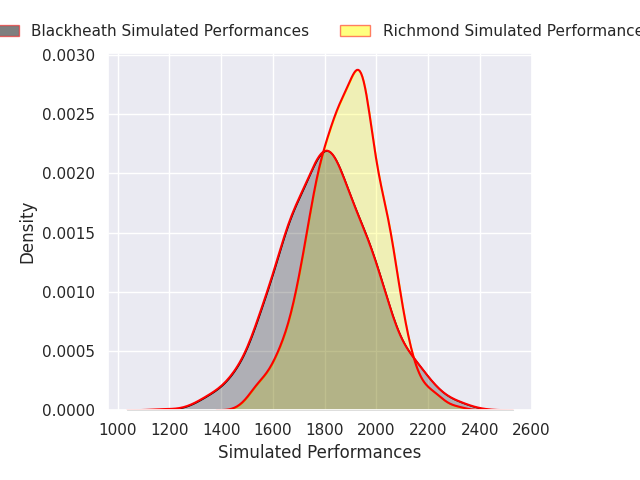 Blackheath Simulated Performances
Richmond Simulated Performance
0.0030
0.0025
0.0020
0.0015
0.0010
0.0005
0.0000
Density
1000 1200 1400 1600 1800 2000 2200 2400 2600
Simulated Performances